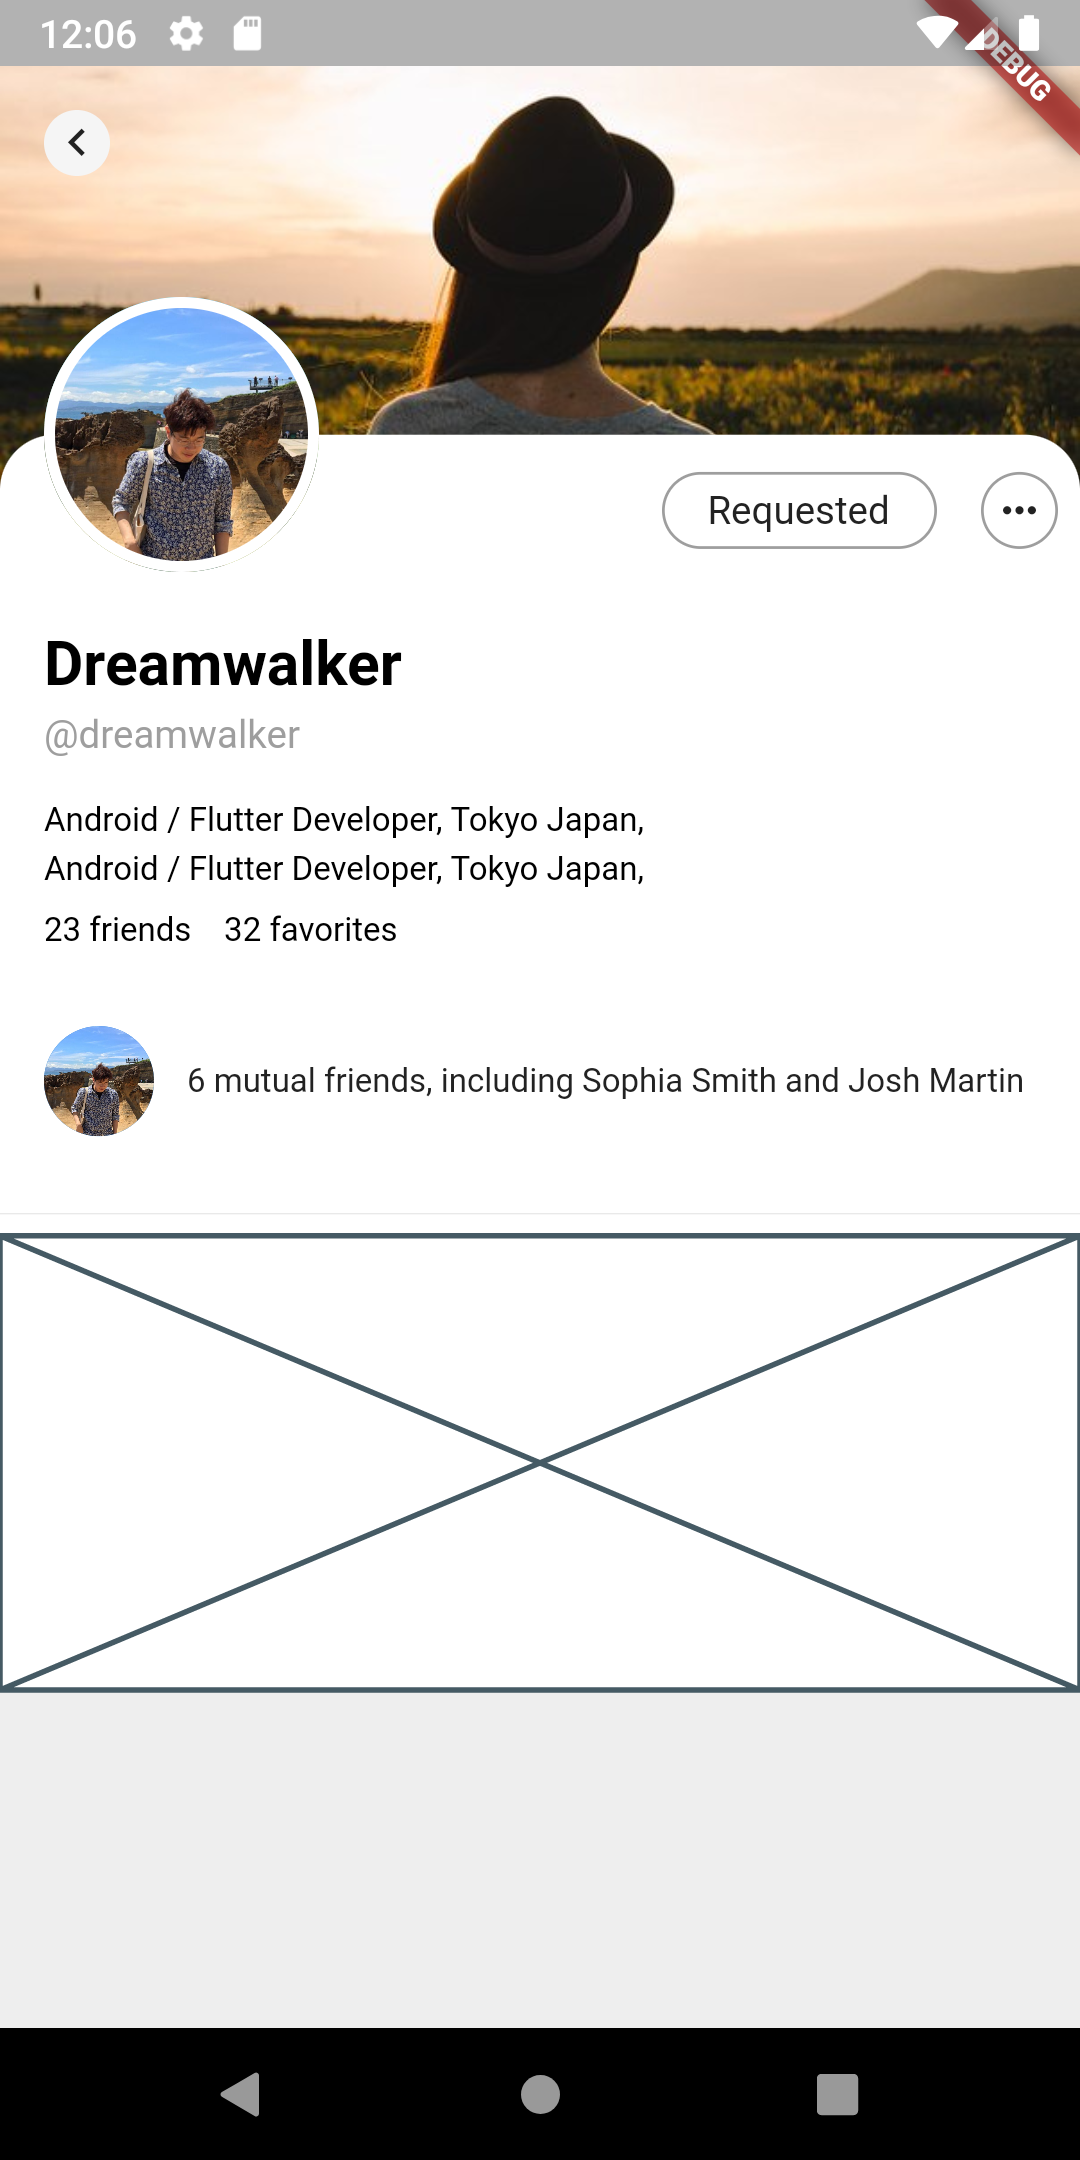 12:06
DEBUG
Requested
Dreamwalker
@dreamwalker
Android / Flutter Developer, Tokyo Japan,
Android / Flutter Developer, Tokyo Japan,
23 friends 32 favorites
6 mutual friends, including Sophia Smith and Josh Martin